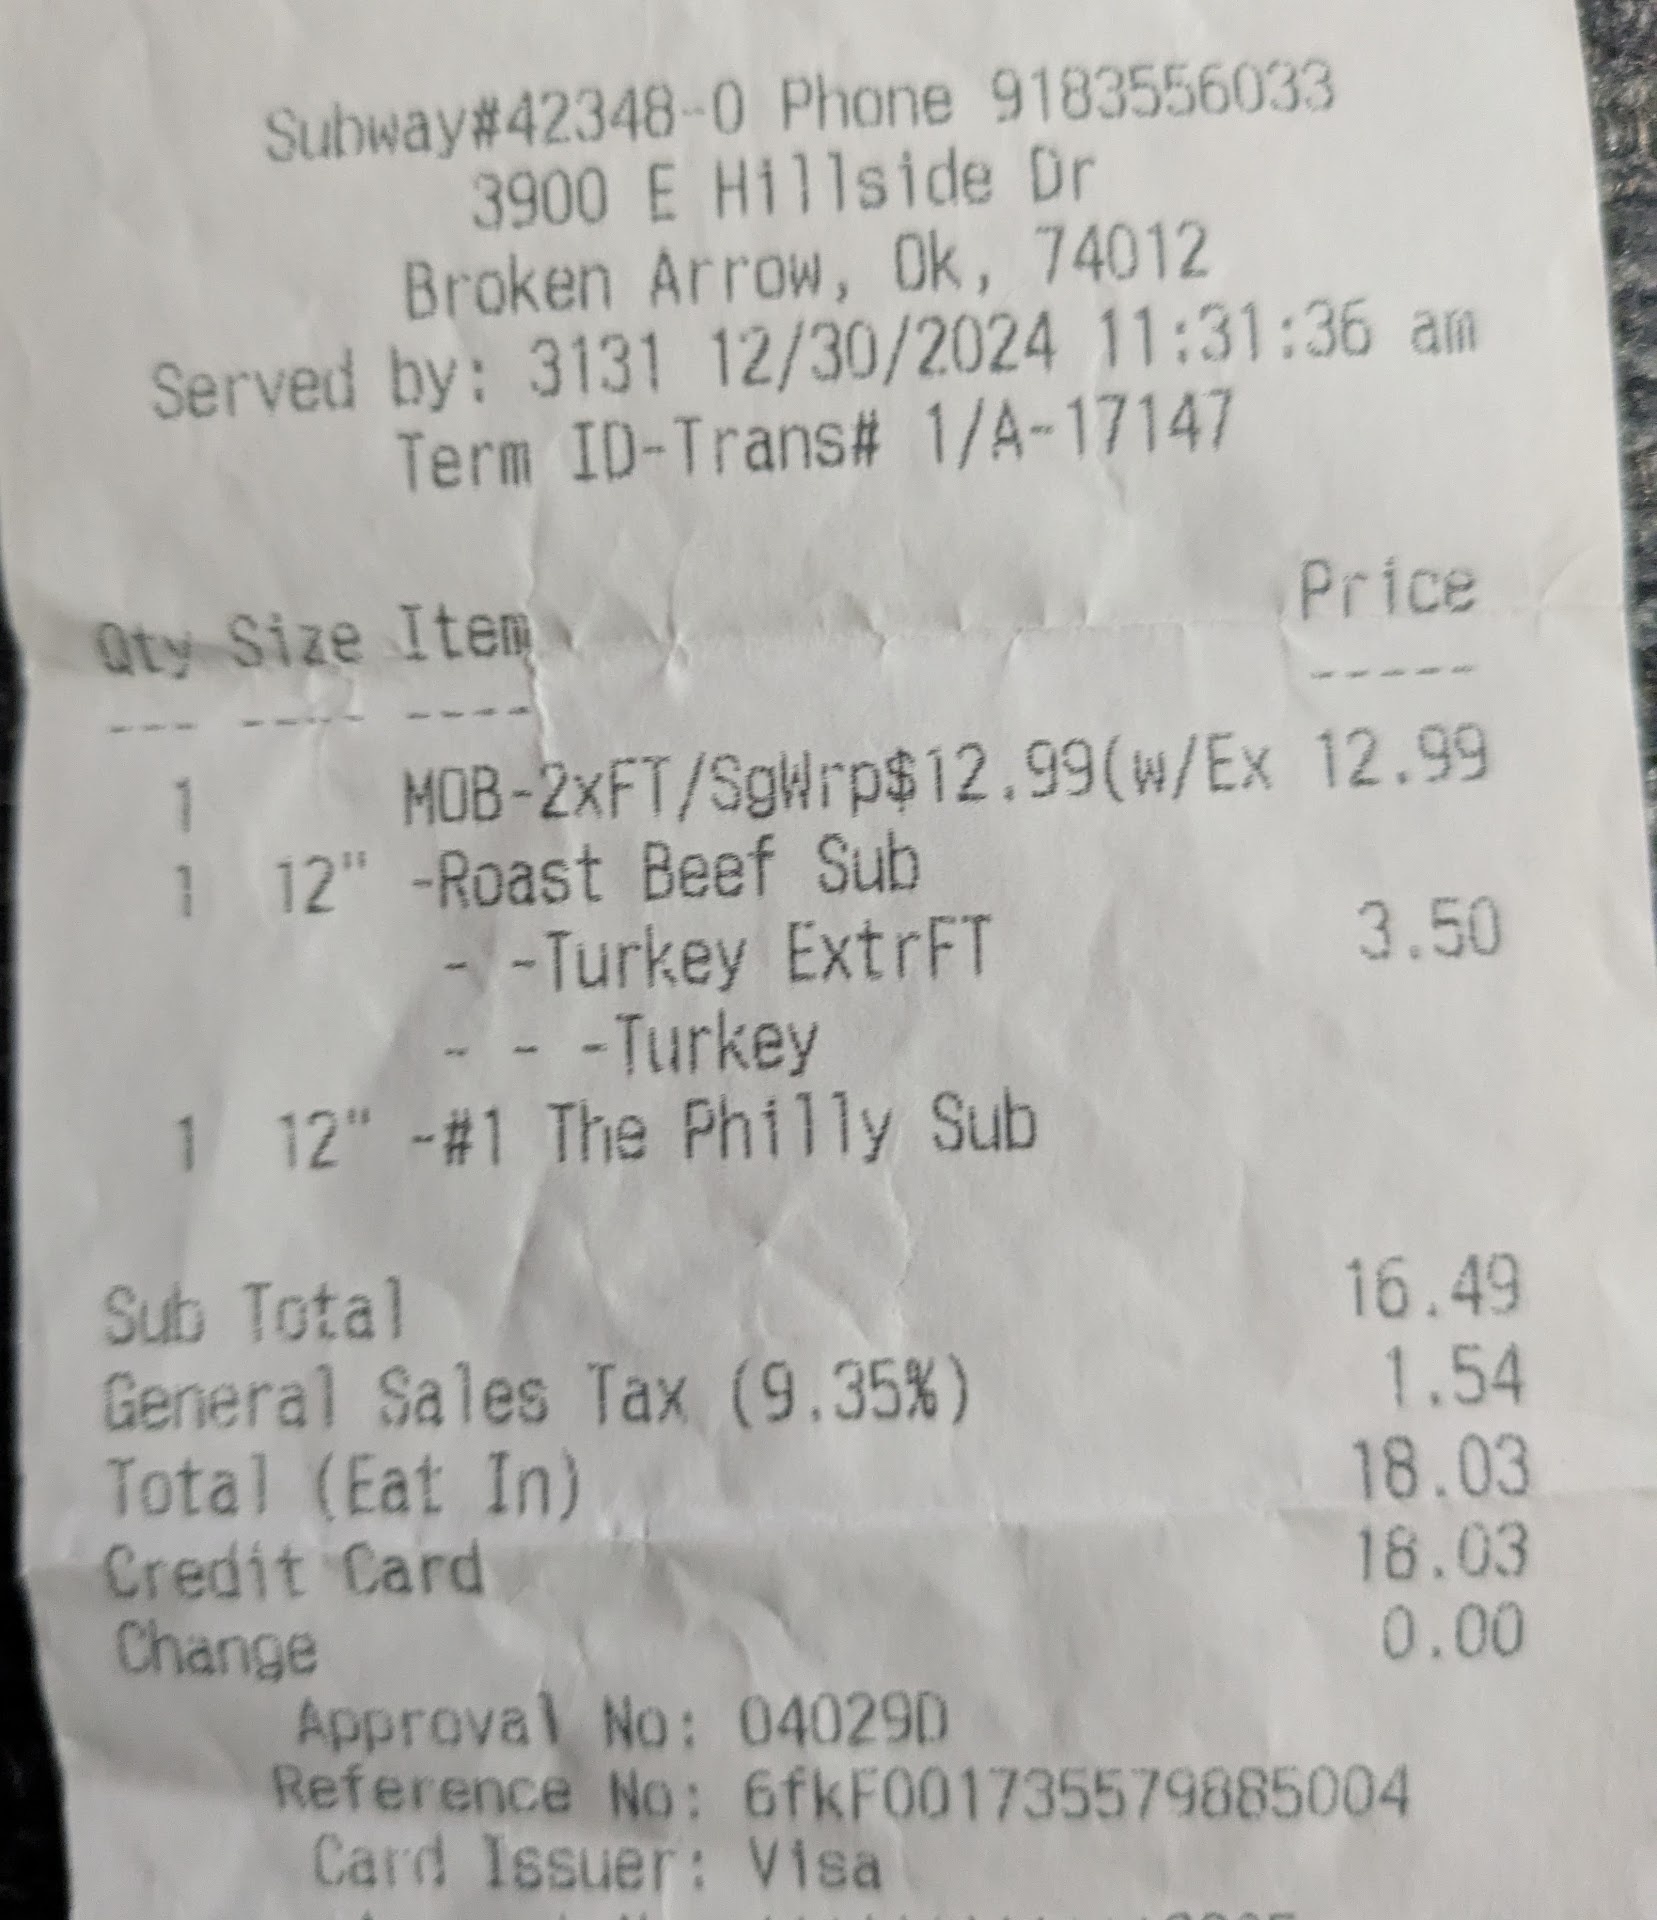 Subway#42348-0 Phone 9183556033
3900 E Hillside Dr
Broken Arrow, Ok, 74012
Served by: 3131 12/30/2024 11:31:36 am
Term ID-Trans# 1/A-17147
Qty Size Item Price
--- ---- ---- -----
1 MOB-2xFT/SgWrp$12.99(w/Ex 12.99
1 12" -Roast Beef Sub
- -Turkey ExtrFT 3.50
- - -Turkey
1 12" -#1 The Philly Sub
Sub Total 16.49
General Sales Tax (9.35%) 1.54
Total (Eat In) 18.03
Credit Card 18.03
Change 0.00
Approval No: 04029D
Reference No: 6fkF001735579885004
Card Issuer: Visa